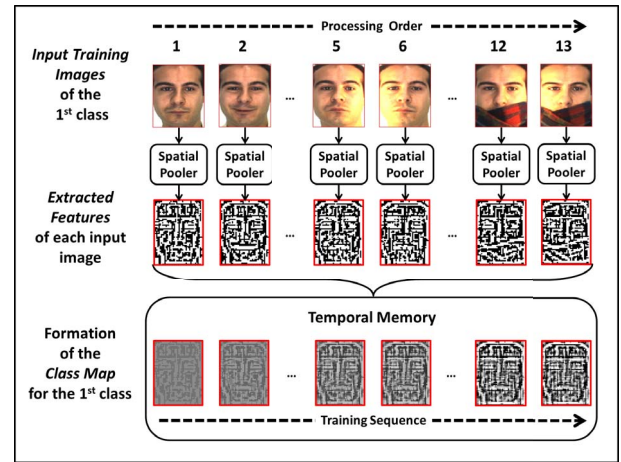 Processing Order
Input Training
Images
of the
1st class
1 2 5 6 12 13
... ...
Spatial Pooler Spatial Pooler Spatial Pooler Spatial Pooler Spatial Pooler Spatial Pooler
Extracted
Features
of each input
image
... ...
Temporal Memory
Formation
of the
Class Map
for the 1st class
... ...
Training Sequence